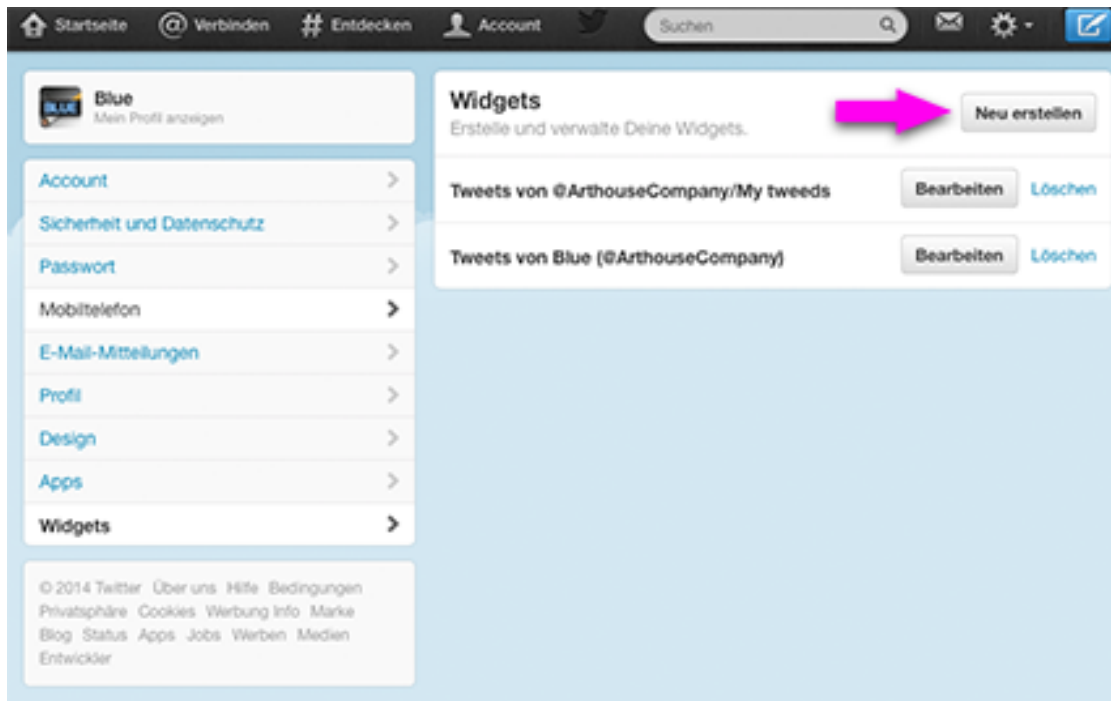 Startseite @ Verbinden # Entdecken Account Suchen
BLUE
Blue
Mein Profil anzeigen
Account
Sicherheit und Datenschutz
Passwort
Mobiltelefon
E-Mail-Mitteilungen
Profil
Design
Apps
Widgets
© 2014 Twitter Über uns Hilfe Bedingungen
Privatsphäre Cookies Werbung Info Marke
Blog Status Apps Jobs Werben Medien
Entwickler
Widgets
Erstelle und verwalte Deine Widgets.
Neu erstellen
Tweets von @ArthouseCompany/My tweeds Bearbeiten Löschen
Tweets von Blue (@ArthouseCompany) Bearbeiten Löschen